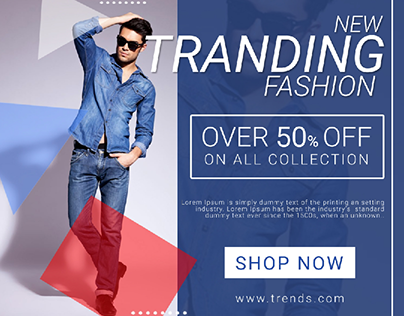 NEW
TRANDING
FASHION
OVER 50% OFF
ON ALL COLLECTION
Lorem Ipsum is simply dummy text of the printing an setting
industry. Lorem Ipsum has been the industry's standard
dummy text ever since the 1500s, when an unknown..
SHOP NOW
www.trends.com